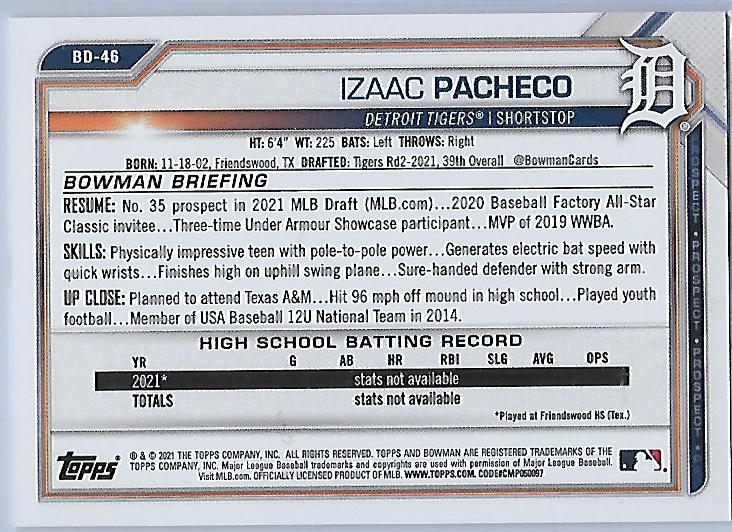 BD-46
IZAAC PACHECO
DETROIT TIGERS® | SHORTSTOP
HT: 6'4" WT: 225 BATS: Left THROWS: Right
BORN: 11-18-02, Friendswood, TX DRAFTED: Tigers Rd2-2021, 39th Overall @BowmanCards
BOWMAN BRIEFING
RESUME: No. 35 prospect in 2021 MLB Draft (MLB.com)...2020 Baseball Factory All-Star
Classic invitee...Three-time Under Armour Showcase participant...MVP of 2019 WWBA.
SKILLS: Physically impressive teen with pole-to-pole power...Generates electric bat speed with
quick wrists...Finishes high on uphill swing plane...Sure-handed defender with strong arm.
UP CLOSE: Planned to attend Texas A&M...Hit 96 mph off mound in high school...Played youth
football...Member of USA Baseball 12U National Team in 2014.
HIGH SCHOOL BATTING RECORD
YR G AB HR RBI SLG AVG OPS
2021* stats not available
TOTALS stats not available
*Played at Friendswood HS (Tex.)
Topps
® & © 2021 THE TOPPS COMPANY, INC. ALL RIGHTS RESERVED. TOPPS AND BOWMAN ARE REGISTERED TRADEMARKS OF THE
TOPPS COMPANY, INC. Major League Baseball trademarks and copyrights are used with permission of Major League Baseball.
Visit MLB.com. OFFICIALLY LICENSED PRODUCT OF MLB. WWW.TOPPS.COM. CODE#CMP050097
D
®
PROSPECT • PROSPECT • PROSPECT •